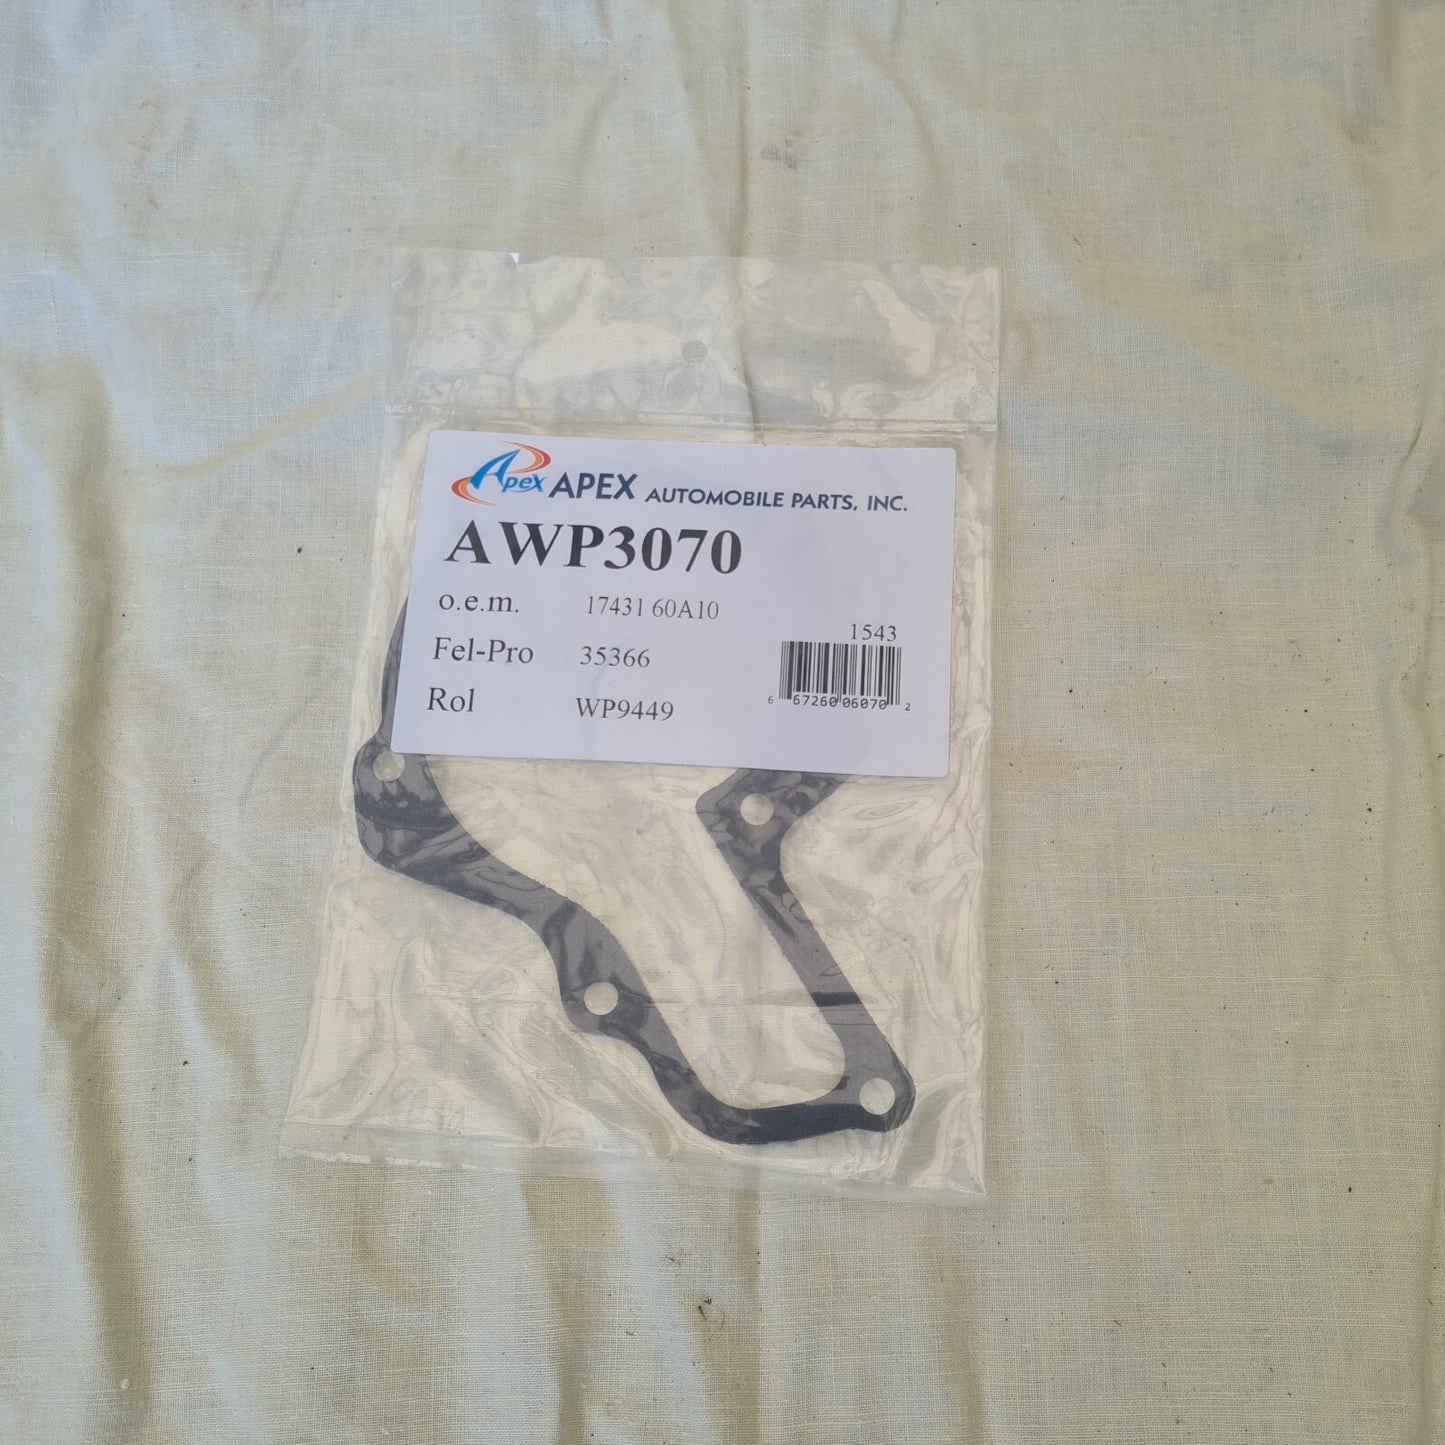 Apex APEX AUTOMOBILE PARTS, INC.
AWP3070
o.e.m. 17431 60A10
Fel-Pro 35366
Rol WP9449
1543
6 67260 06070 2